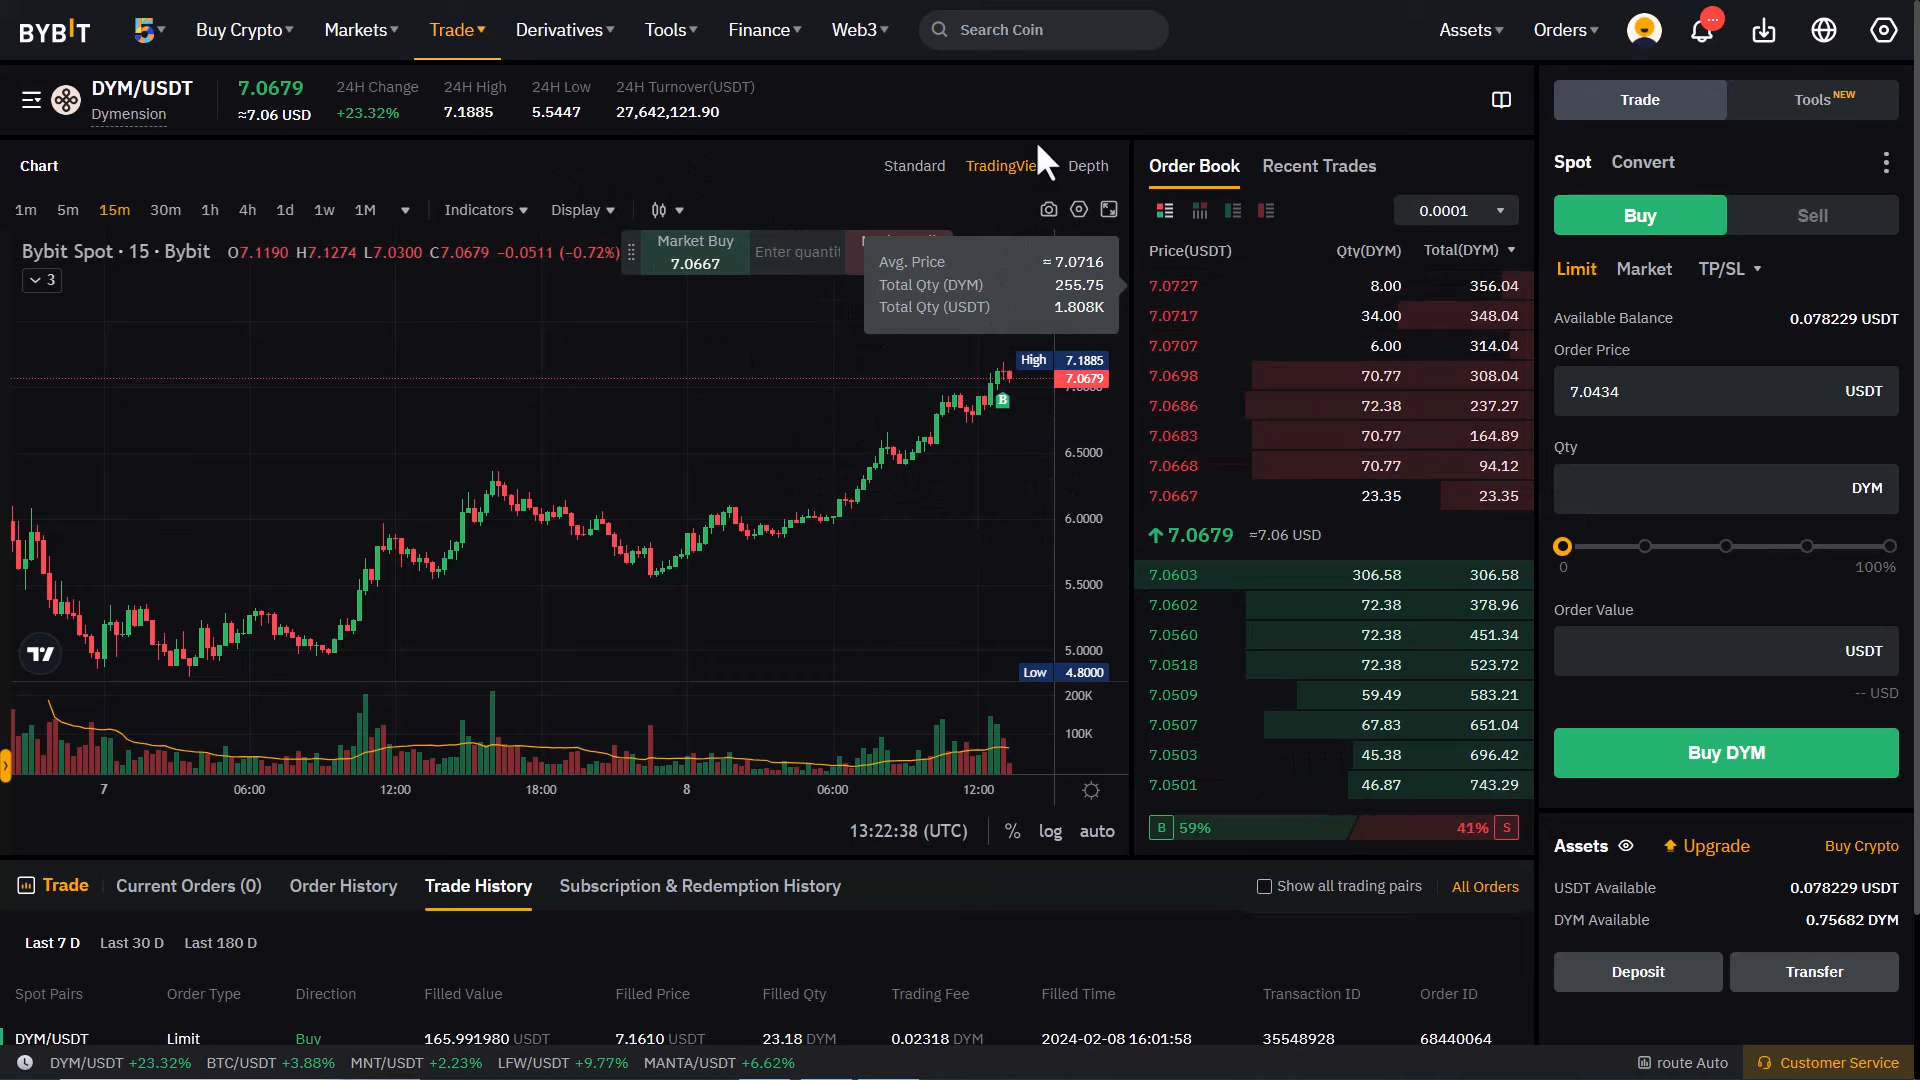 BYBIT
Buy Crypto
Markets
Trade
Derivatives
Tools
Finance
Web3
Search Coin
Assets
Orders
DYM/USDT
Dymension
7.0679
≈7.06 USD
24H Change
+23.32%
24H High
7.1885
24H Low
5.5447
24H Turnover(USDT)
27,642,121.90
Trade
Tools NEW
Chart
Standard
TradingVie
Depth
1m 5m 15m 30m 1h 4h 1d 1w 1M
Indicators
Display
Bybit Spot · 15 · Bybit O7.1190 H7.1274 L7.0300 C7.0679 −0.0511 (−0.72%)
3
Market Buy
7.0667
Enter quantit
Avg. Price ≈ 7.0716
Total Qty (DYM) 255.75
Total Qty (USDT) 1.808K
High 7.1885
7.0679
B
6.5000
6.0000
5.5000
5.0000
Low 4.8000
200K
100K
7 06:00 12:00 18:00 8 06:00 12:00
13:22:38 (UTC) % log auto
Order Book
Recent Trades
0.0001
Price(USDT) Qty(DYM) Total(DYM)
7.0727 8.00 356.04
7.0717 34.00 348.04
7.0707 6.00 314.04
7.0698 70.77 308.04
7.0686 72.38 237.27
7.0683 70.77 164.89
7.0668 70.77 94.12
7.0667 23.35 23.35
7.0679 ≈7.06 USD
7.0603 306.58 306.58
7.0602 72.38 378.96
7.0560 72.38 451.34
7.0518 72.38 523.72
7.0509 59.49 583.21
7.0507 67.83 651.04
7.0503 45.38 696.42
7.0501 46.87 743.29
B 59% 41% S
Spot Convert
Buy Sell
Limit Market TP/SL
Available Balance 0.078229 USDT
Order Price
7.0434 USDT
Qty
DYM
0 100%
Order Value
USDT
-- USD
Buy DYM
Assets Upgrade Buy Crypto
USDT Available 0.078229 USDT
DYM Available 0.75682 DYM
Deposit Transfer
Trade Current Orders (0) Order History Trade History Subscription & Redemption History
Show all trading pairs All Orders
Last 7 D Last 30 D Last 180 D
Spot Pairs Order Type Direction Filled Value Filled Price Filled Qty Trading Fee Filled Time Transaction ID Order ID
DYM/USDT Limit Buy 165.991980 USDT 7.1610 USDT 23.18 DYM 0.02318 DYM 2024-02-08 16:01:58 35548928 68440064
DYM/USDT +23.32% BTC/USDT +3.88% MNT/USDT +2.23% LFW/USDT +9.77% MANTA/USDT +6.62%
route Auto Customer Service